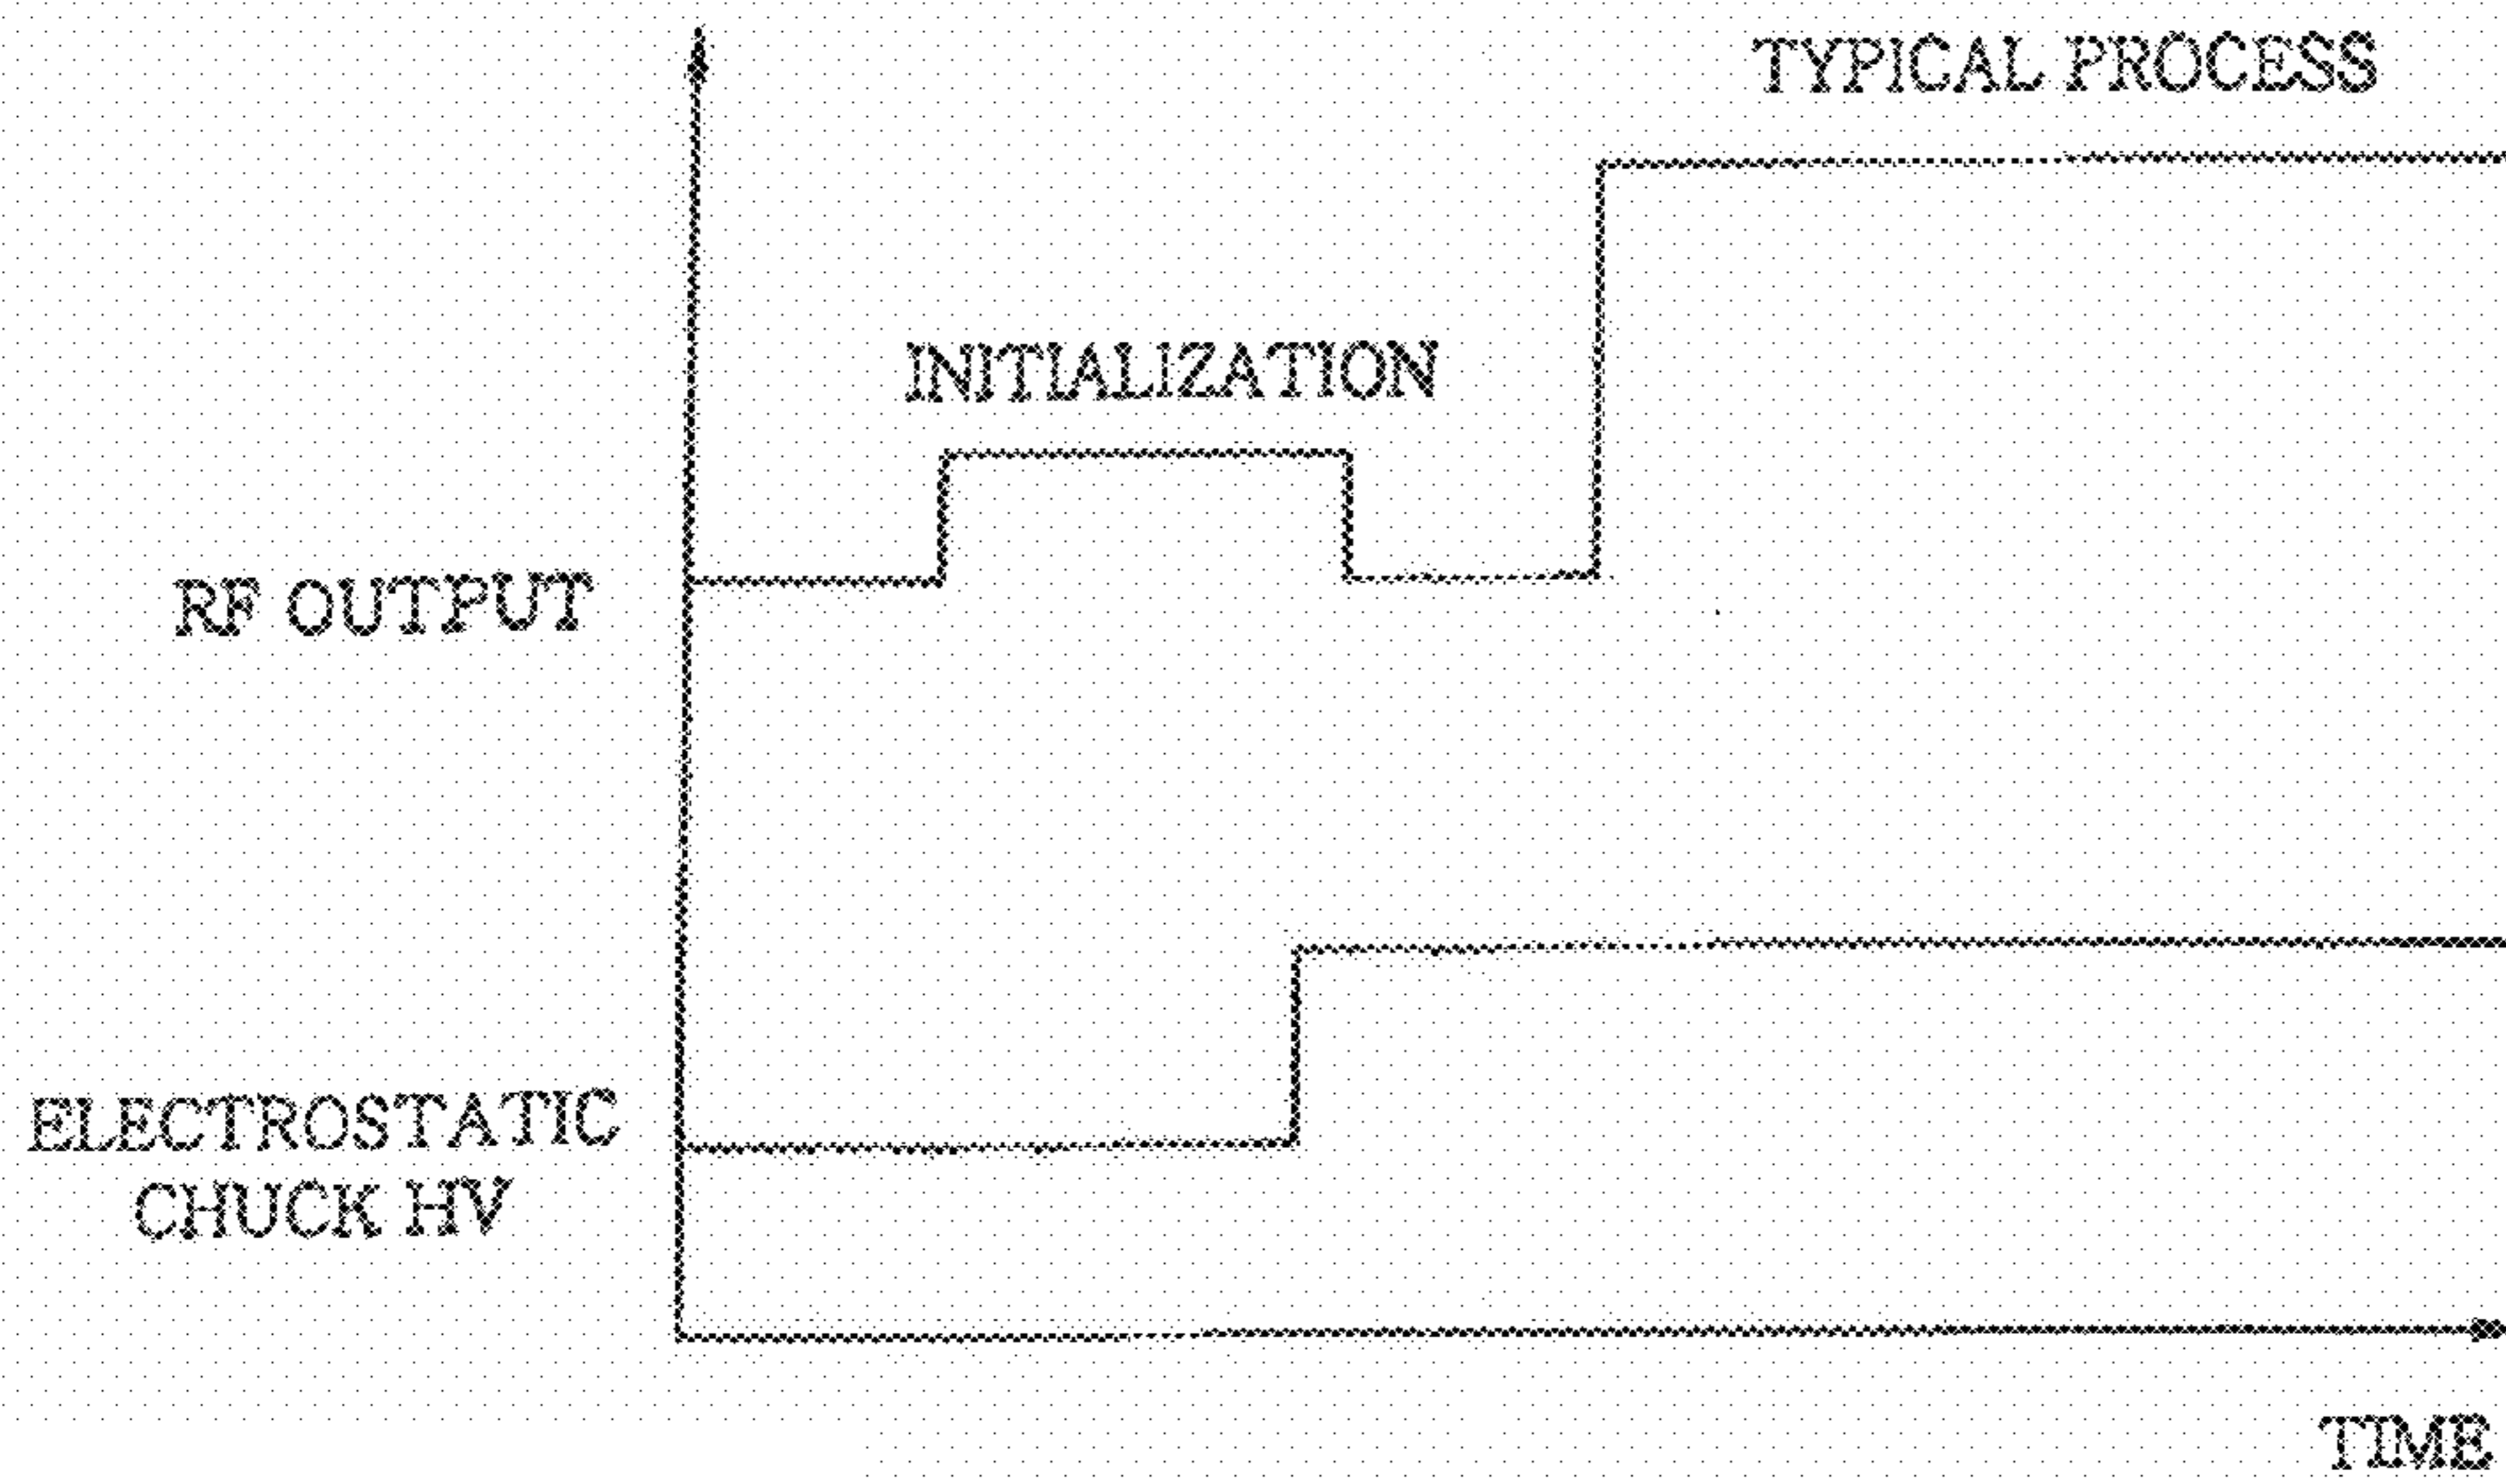 TYPICAL PROCESS
INITIALIZATION
RF OUTPUT
ELECTROSTATIC
CHUCK HV
TIME